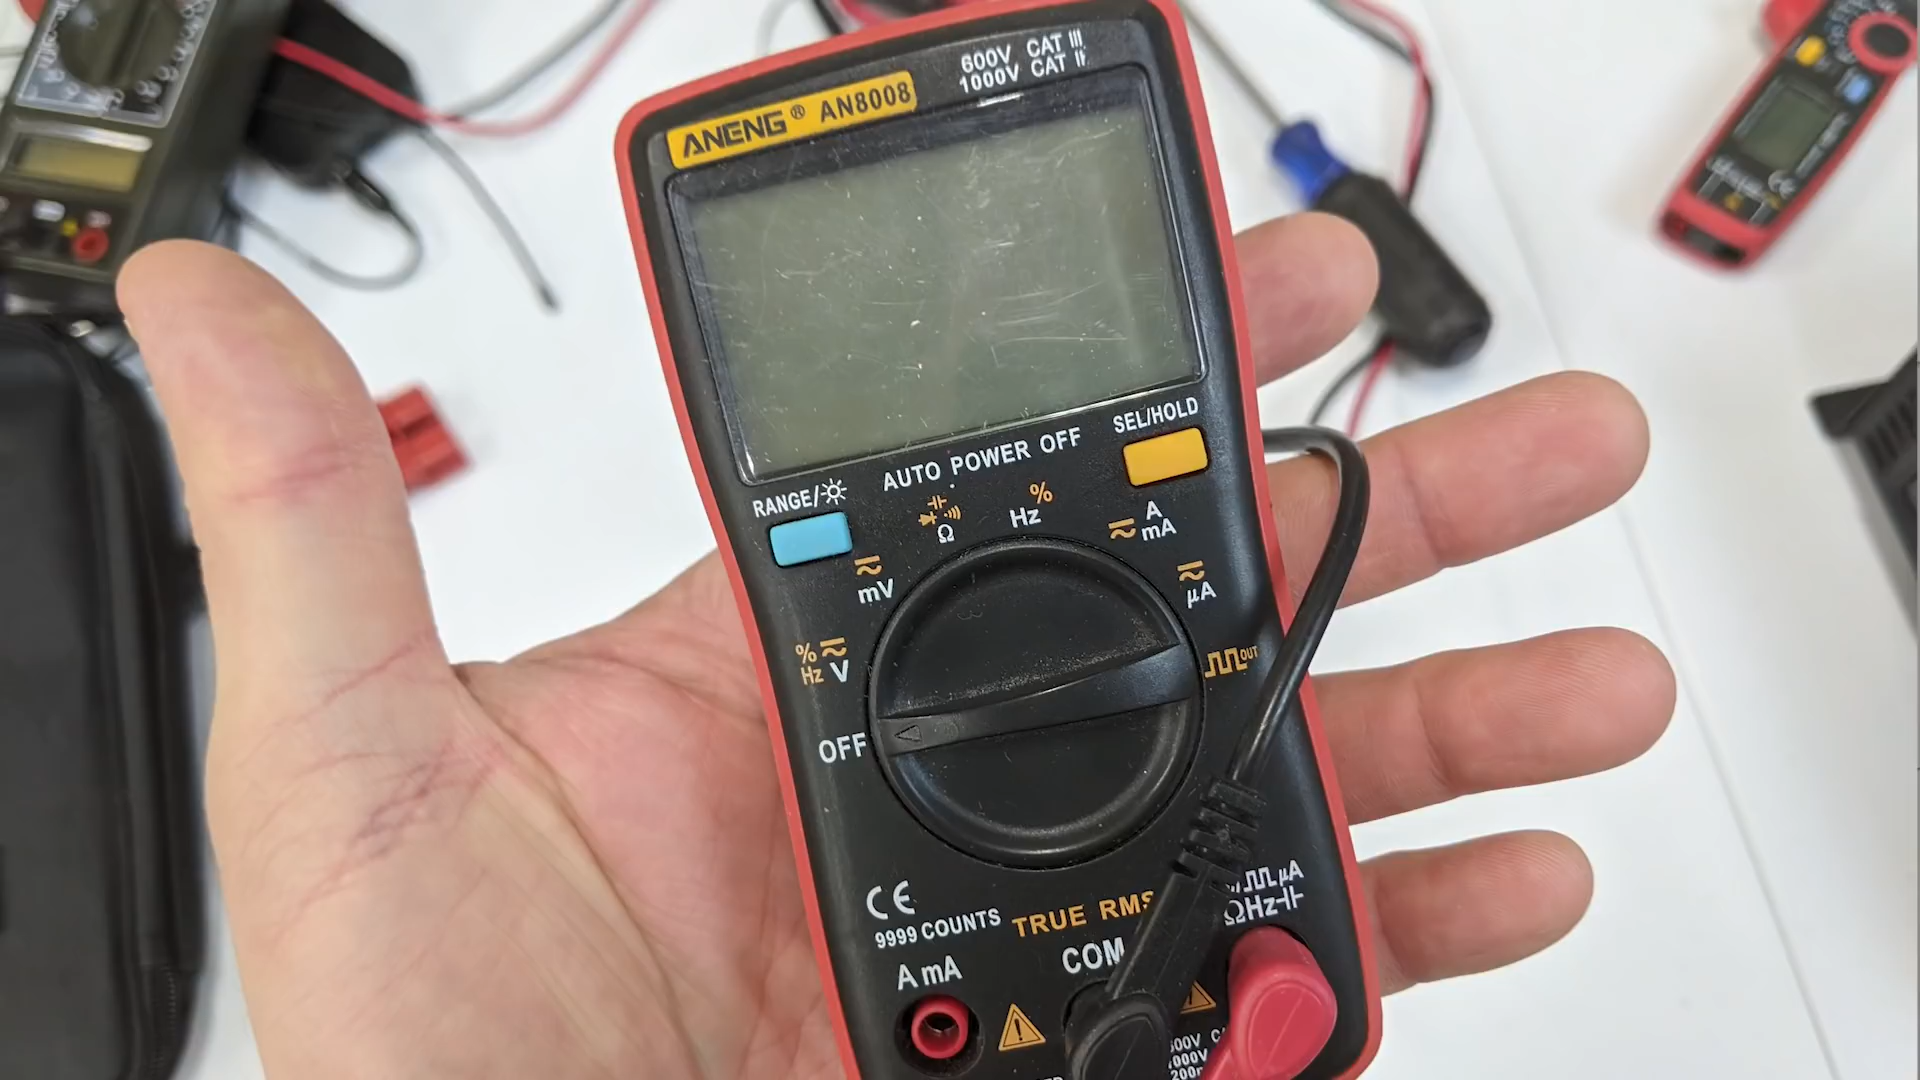 600V CAT III
1000V CAT II
ANENG® AN8008
SEL/HOLD
AUTO POWER OFF
RANGE/
%
Hz
A
mA
Ω
mV
μA
%
Hz V
OUT
OFF
CE
9999 COUNTS
TRUE RMS
μA
ΩHz
COM
A mA